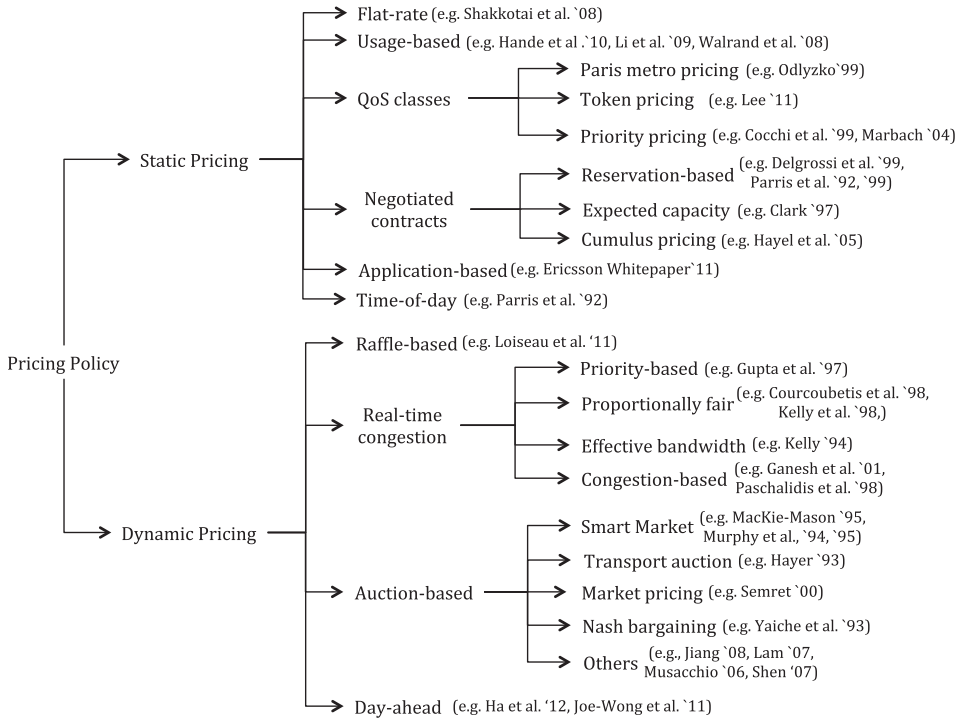 Flat-rate (e.g. Shakkotai et al. `08)
Usage-based (e.g. Hande et al .`10, Li et al. `09, Walrand et al. `08)
QoS classes
Paris metro pricing (e.g. Odlyzko`99)
Token pricing (e.g. Lee `11)
Priority pricing (e.g. Cocchi et al. `99, Marbach `04)
Static Pricing
Negotiated
contracts
Reservation-based (e.g. Delgrossi et al. `99,
Parris et al. `92, `99)
Expected capacity (e.g. Clark `97)
Cumulus pricing (e.g. Hayel et al. `05)
Application-based (e.g. Ericsson Whitepaper`11)
Time-of-day (e.g. Parris et al. `92)
Pricing Policy
Raffle-based (e.g. Loiseau et al. ‘11)
Real-time
congestion
Priority-based (e.g. Gupta et al. `97)
Proportionally fair (e.g. Courcoubetis et al. `98,
Kelly et al. `98,)
Effective bandwidth (e.g. Kelly `94)
Congestion-based (e.g. Ganesh et al. `01,
Paschalidis et al. `98)
Dynamic Pricing
Auction-based
Smart Market (e.g. MacKie-Mason `95,
Murphy et al., `94, `95)
Transport auction (e.g. Hayer `93)
Market pricing (e.g. Semret `00)
Nash bargaining (e.g. Yaiche et al. `93)
Others (e.g., Jiang `08, Lam `07,
Musacchio `06, Shen ‘07)
Day-ahead (e.g. Ha et al. ‘12, Joe-Wong et al. `11)